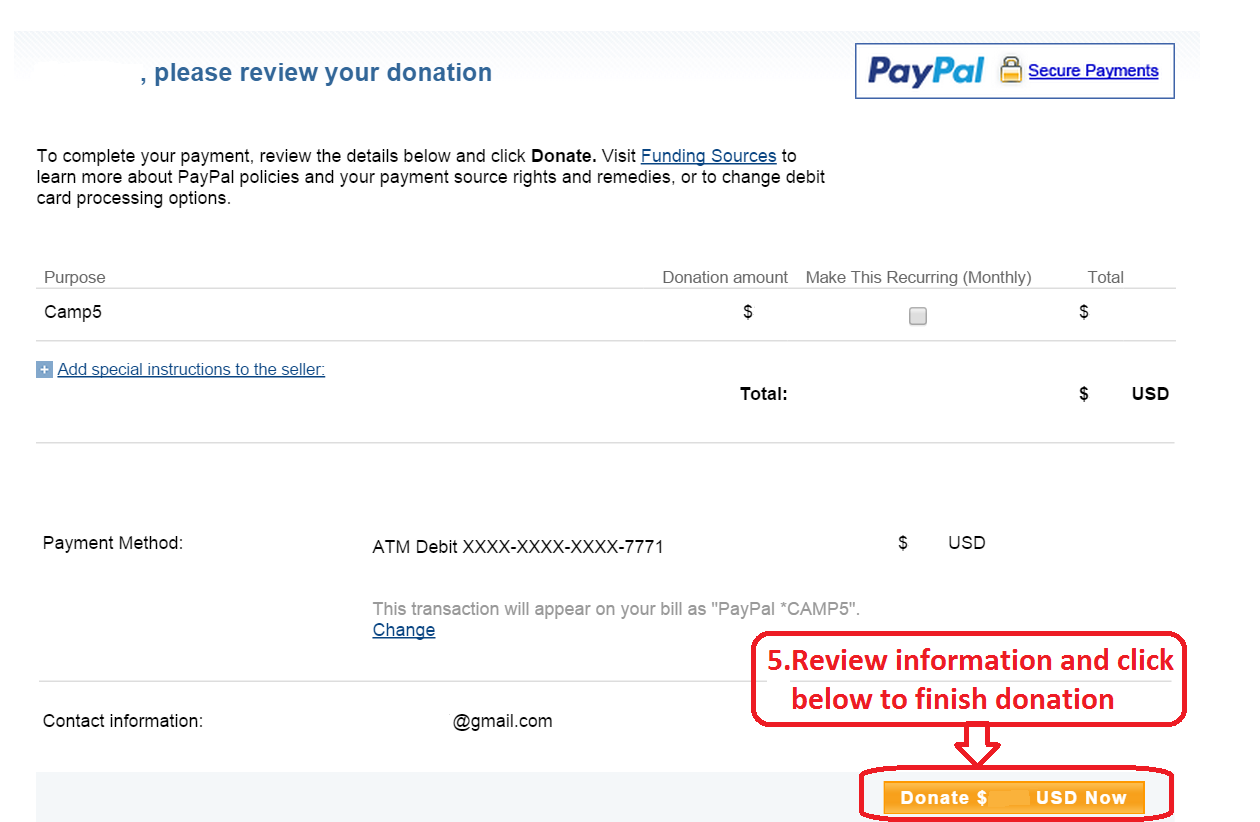 , please review your donation
PayPal Secure Payments
To complete your payment, review the details below and click Donate. Visit Funding Sources to
learn more about PayPal policies and your payment source rights and remedies, or to change debit
card processing options.
Purpose Donation amount Make This Recurring (Monthly) Total
Camp5 $ $
+ Add special instructions to the seller:
Total: $ USD
Payment Method: ATM Debit XXXX-XXXX-XXXX-7771 $ USD
This transaction will appear on your bill as "PayPal *CAMP5".
Change
5.Review information and click
below to finish donation
Contact information: @gmail.com
Donate $ USD Now